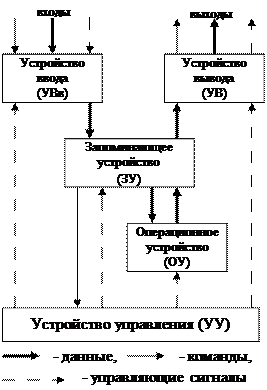 входы
выходы
Устройство
ввода
(УВв)
Устройство
вывода
(УВ)
Запоминающее
устройство
(ЗУ)
Операционное
устройство
(ОУ)
Устройство управления (УУ)
- данные,
- команды,
- управляющие сигналы